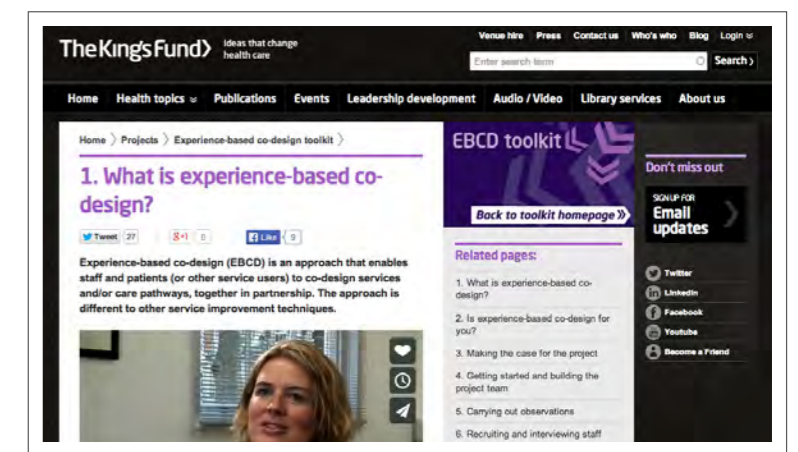 TheKing'sFund〉
Ideas that change
health care
Venue hire Press Contact us Who's who Blog Login
Enter search term
Search ›
Home Health topics Publications Events Leadership development Audio / Video Library services About us
Home 〉 Projects 〉 Experience-based co-design toolkit 〉
1. What is experience-based co-
design?
Tweet 27 g+1 0 Like 9
Experience-based co-design (EBCD) is an approach that enables
staff and patients (or other service users) to co-design services
and/or care pathways, together in partnership. The approach is
different to other service improvement techniques.
EBCD toolkit
Back to toolkit homepage »
Related pages:
1. What is experience-based co-
design?
2. Is experience-based co-design for
you?
3. Making the case for the project
4. Getting started and building the
project team
5. Carrying out observations
6. Recruiting and interviewing staff
Don't miss out
SIGN UP FOR
Email
updates
Twitter
LinkedIn
Facebook
Youtube
Become a Friend